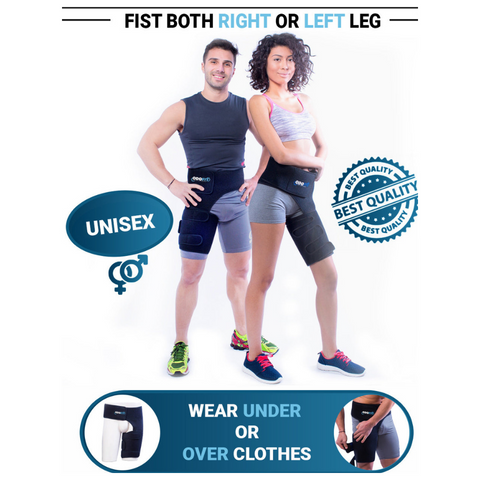 FIST BOTH RIGHT OR LEFT LEG
BEST QUALITY
BEST QUALITY
BEST QUALITY
UNISEX
WEAR UNDER
OR
OVER CLOTHES